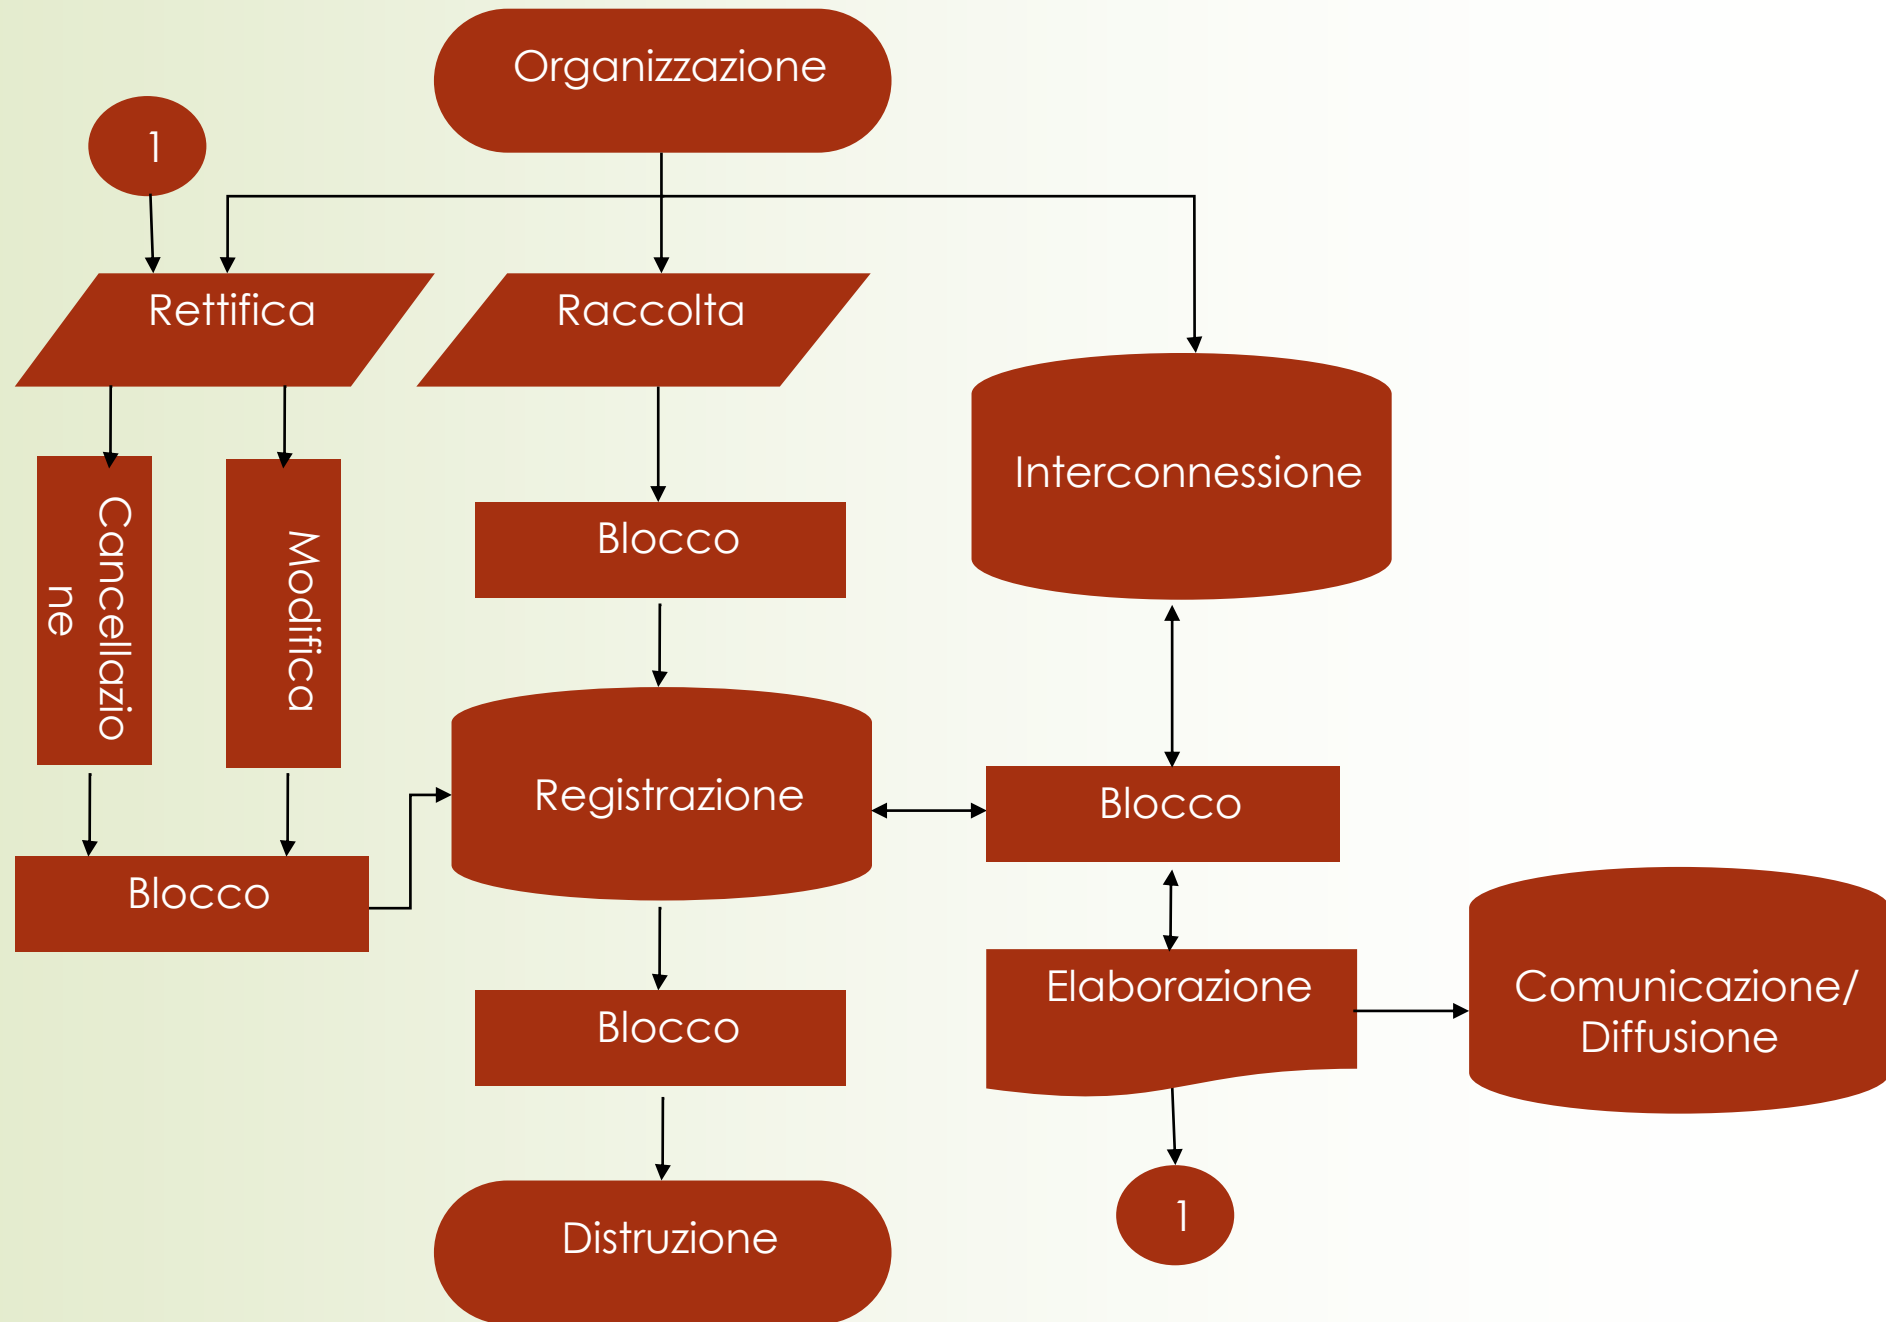 Organizzazione
1
Rettifica
Raccolta
Interconnessione
Cancellazio
ne
Modifica
Blocco
Registrazione
Blocco
Blocco
Elaborazione
Comunicazione/
Diffusione
Blocco
1
Distruzione